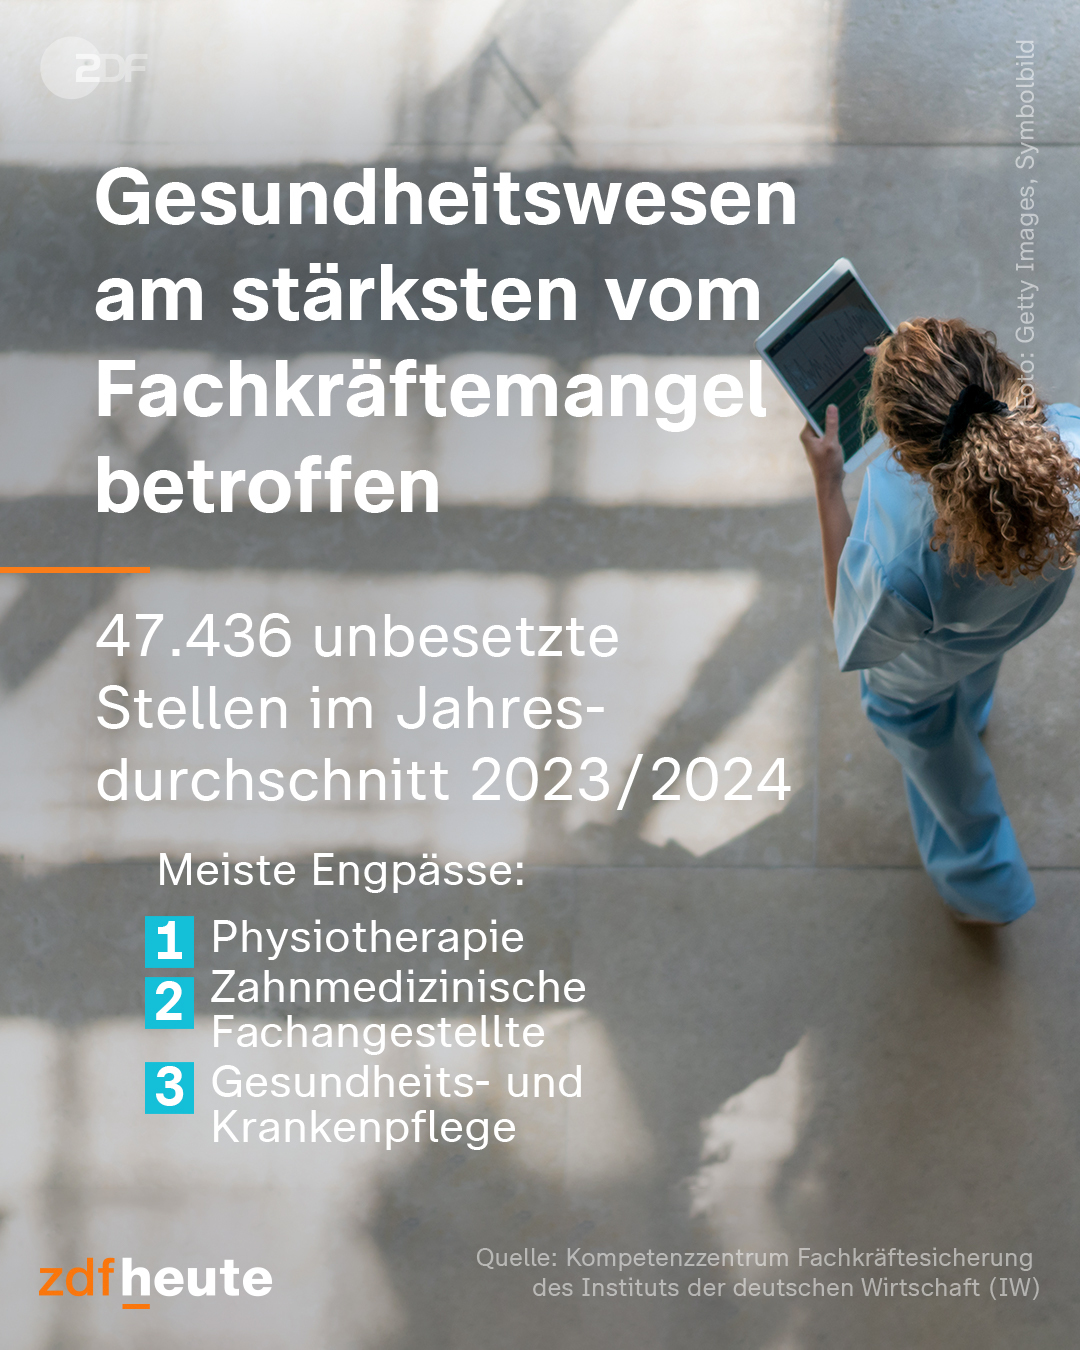 ZDF
Foto: Getty Images, Symbolbild
Gesundheitswesen
am stärksten vom
Fachkräftemangel
betroffen
47.436 unbesetzte
Stellen im Jahres-
durchschnitt 2023/2024
Meiste Engpässe:
1 Physiotherapie
2 Zahnmedizinische
Fachangestellte
3 Gesundheits- und
Krankenpflege
zdfheute
Quelle: Kompetenzzentrum Fachkräftesicherung
des Instituts der deutschen Wirtschaft (IW)